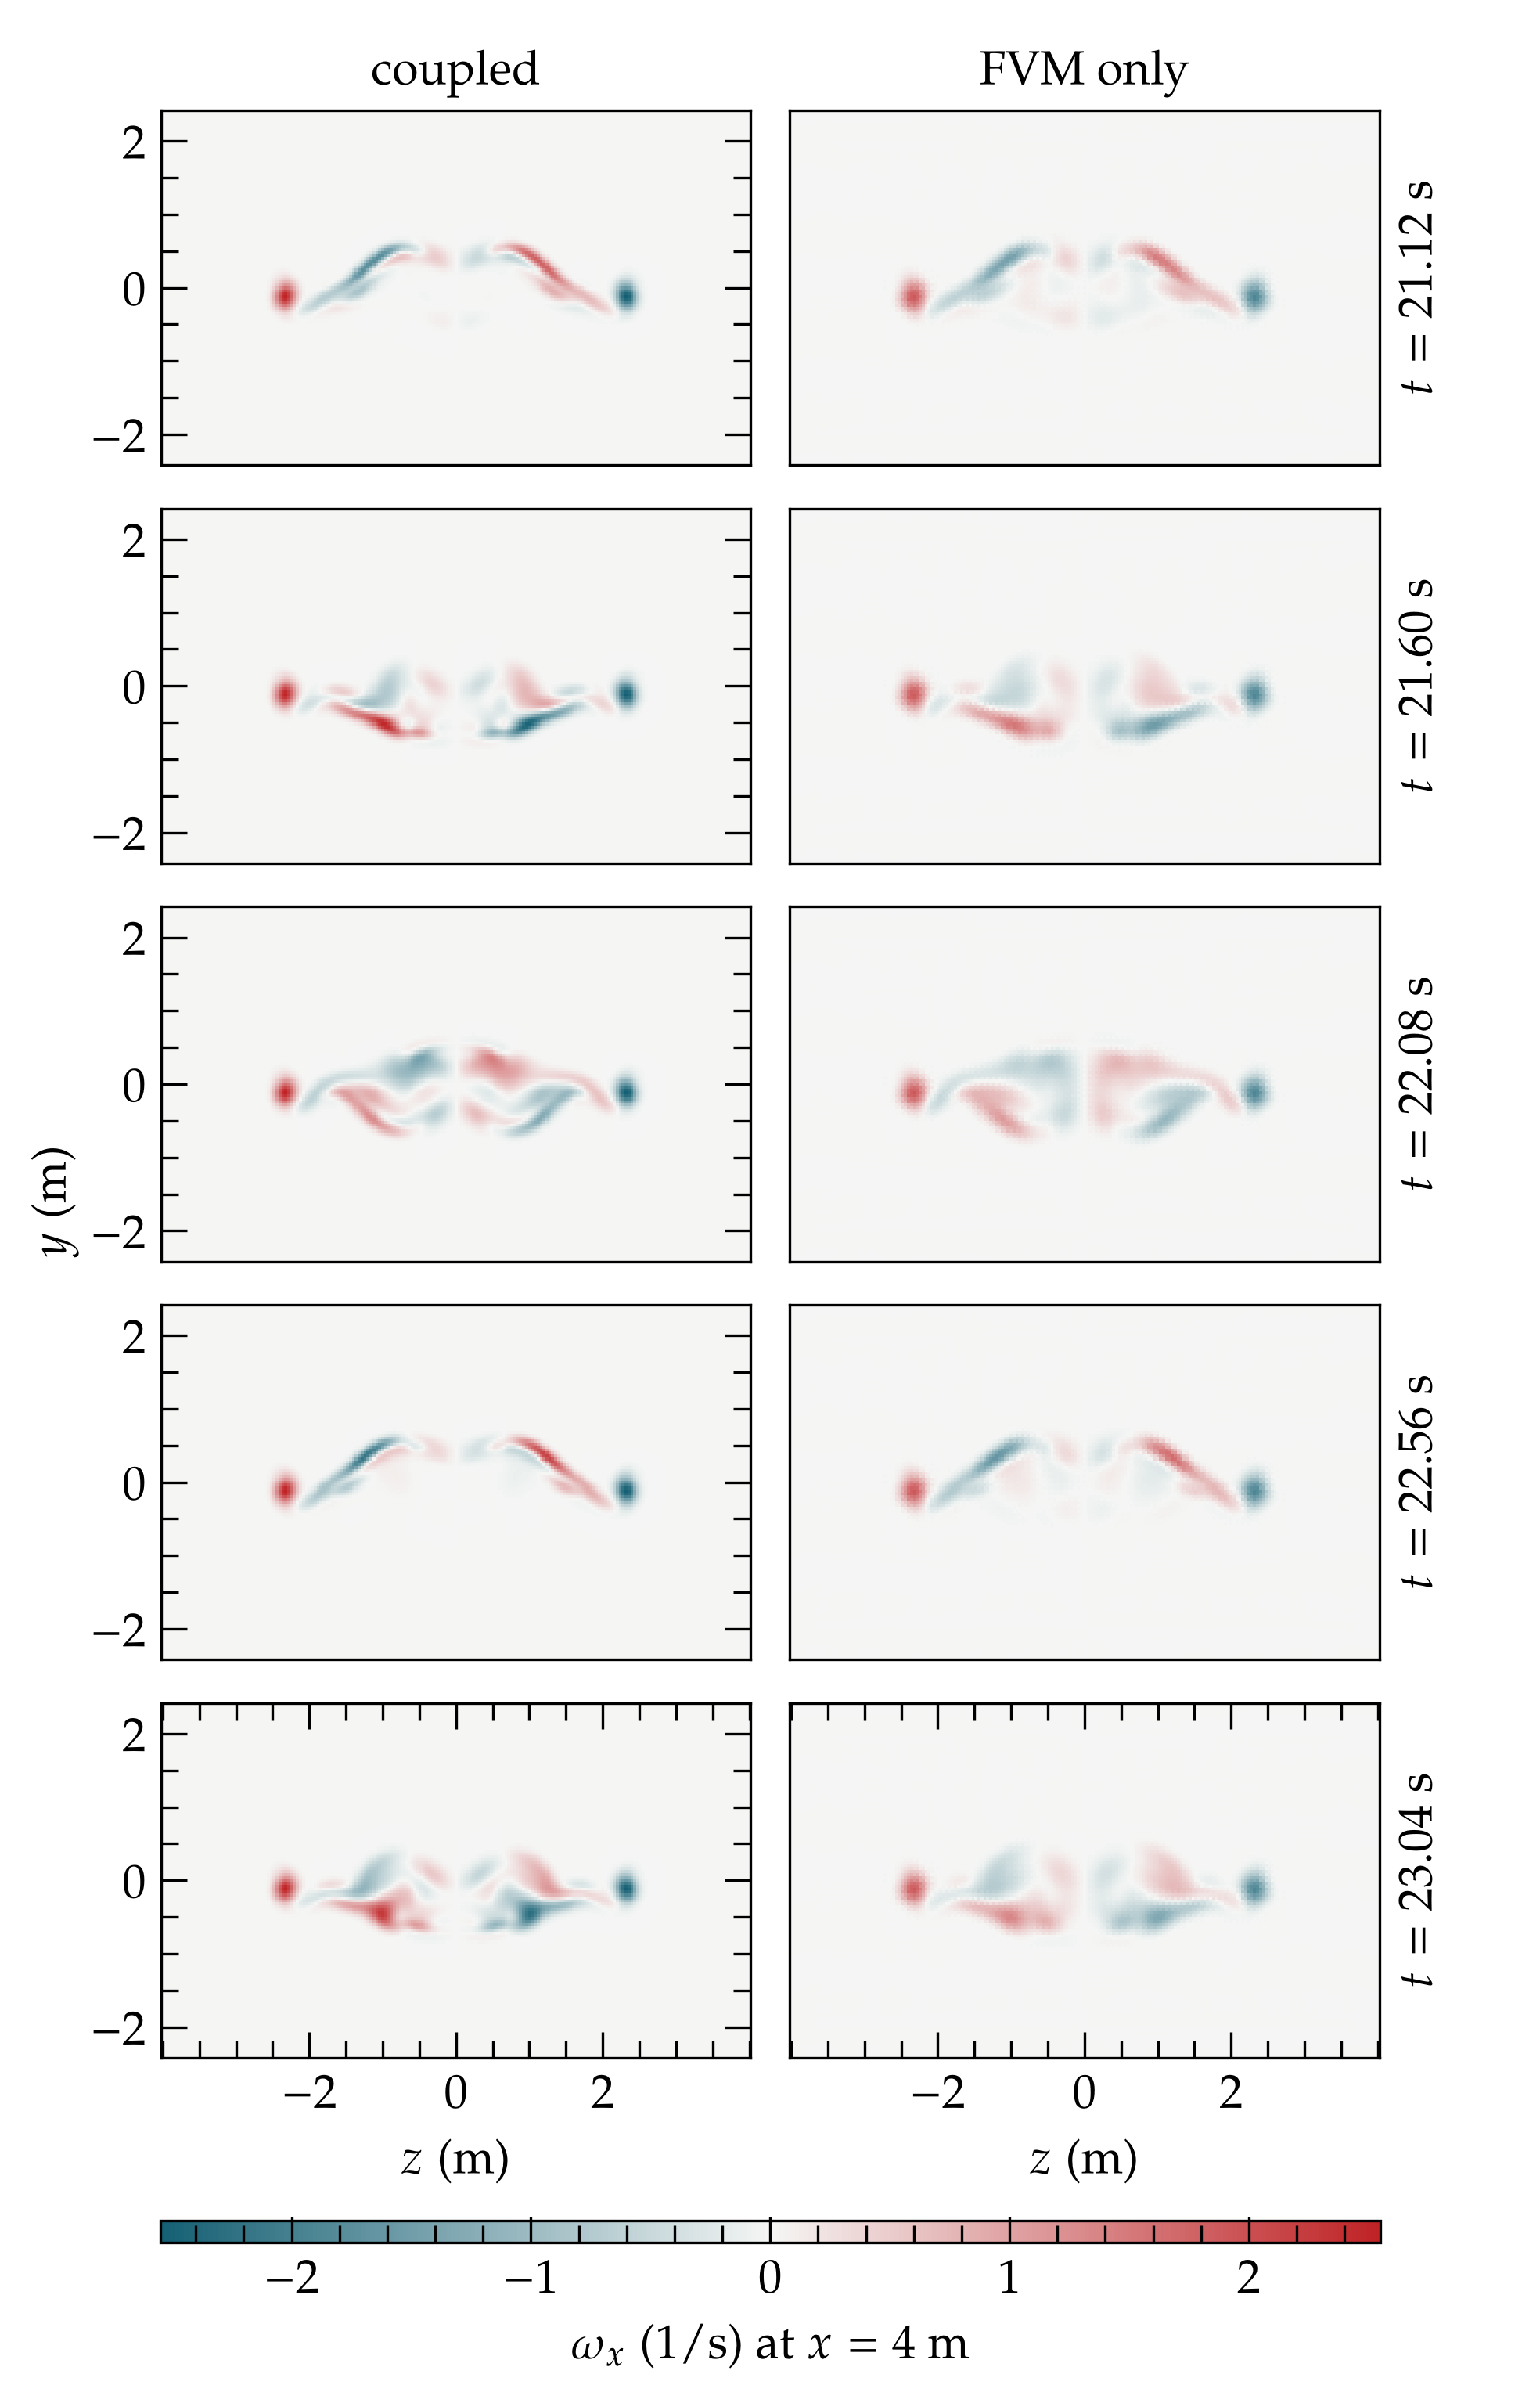 coupled FVM only
2
0
−2
t = 21.12 s
2
0
−2
t = 21.60 s
2
0
−2
t = 22.08 s
y (m)
2
0
−2
t = 22.56 s
2
0
−2
t = 23.04 s
−2 0 2 −2 0 2
z (m) z (m)
−2 −1 0 1 2
ωx (1/s) at x = 4 m